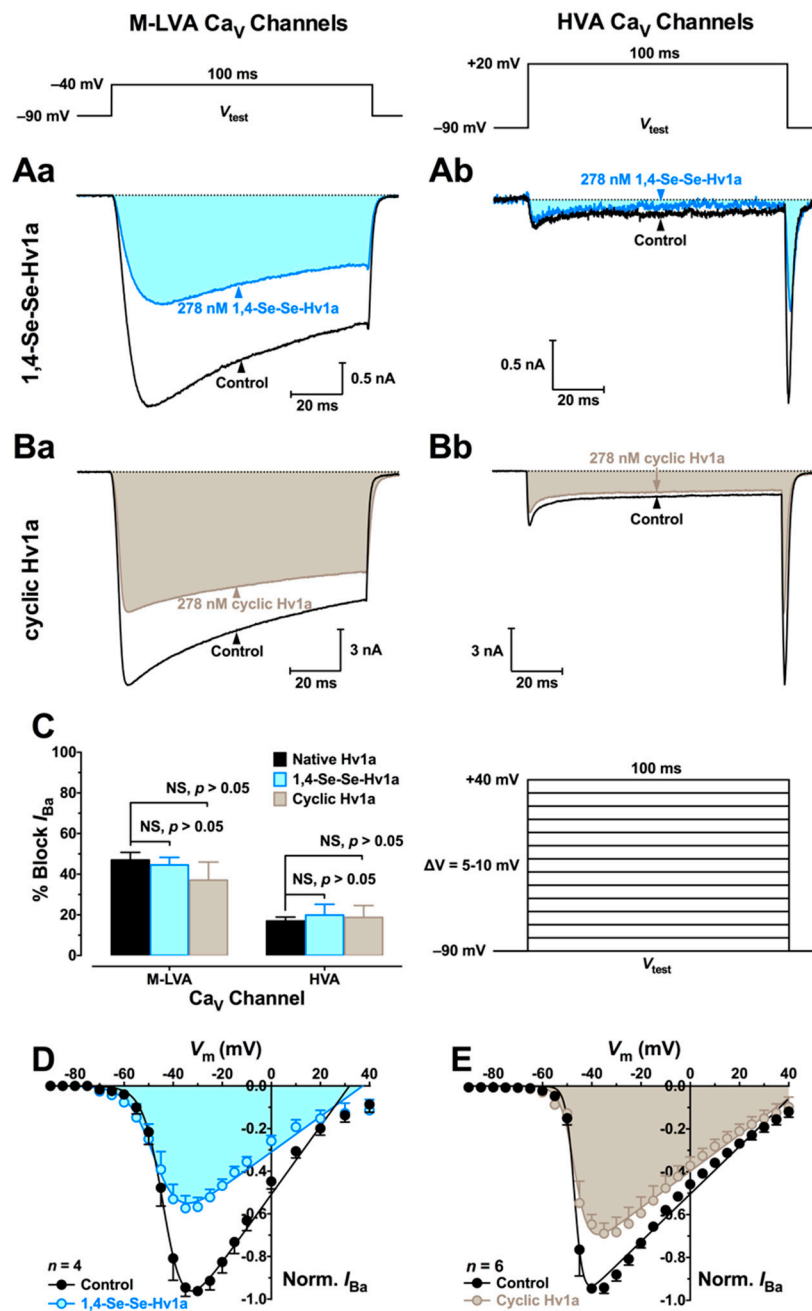 M-LVA CaV Channels
HVA CaV Channels
–40 mV
100 ms
–90 mV
Vtest
+20 mV
100 ms
–90 mV
Vtest
Aa
Ab
1,4-Se-Se-Hv1a
278 nM 1,4-Se-Se-Hv1a
Control
0.5 nA
20 ms
278 nM 1,4-Se-Se-Hv1a
Control
0.5 nA
20 ms
Ba
Bb
cyclic Hv1a
278 nM cyclic Hv1a
Control
3 nA
20 ms
278 nM cyclic Hv1a
Control
3 nA
20 ms
C
% Block IBa
100
80
60
40
20
0
Native Hv1a
1,4-Se-Se-Hv1a
Cyclic Hv1a
NS, p > 0.05
NS, p > 0.05
NS, p > 0.05
NS, p > 0.05
M-LVA
HVA
CaV Channel
+40 mV
100 ms
ΔV = 5-10 mV
–90 mV
Vtest
D
Vm (mV)
-80 -60 -40 -20 0 20 40
0.0
-0.2
-0.4
-0.6
-0.8
-1.0
n = 4
Control
1,4-Se-Se-Hv1a
Norm. IBa
E
Vm (mV)
-80 -60 -40 -20 0 20 40
0.0
-0.2
-0.4
-0.6
-0.8
-1.0
n = 6
Control
Cyclic Hv1a
Norm. IBa